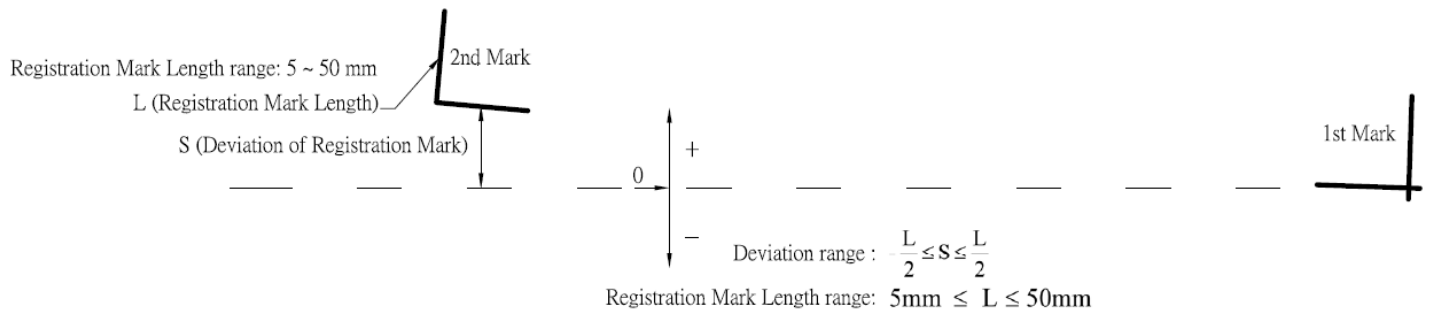 2nd Mark
Registration Mark Length range: 5 ~ 50 mm
L (Registration Mark Length)
S (Deviation of Registration Mark)
1st Mark
+
0
−
Deviation range : -L/2 ≤ S ≤ L/2
Registration Mark Length range: 5mm ≤ L ≤ 50mm